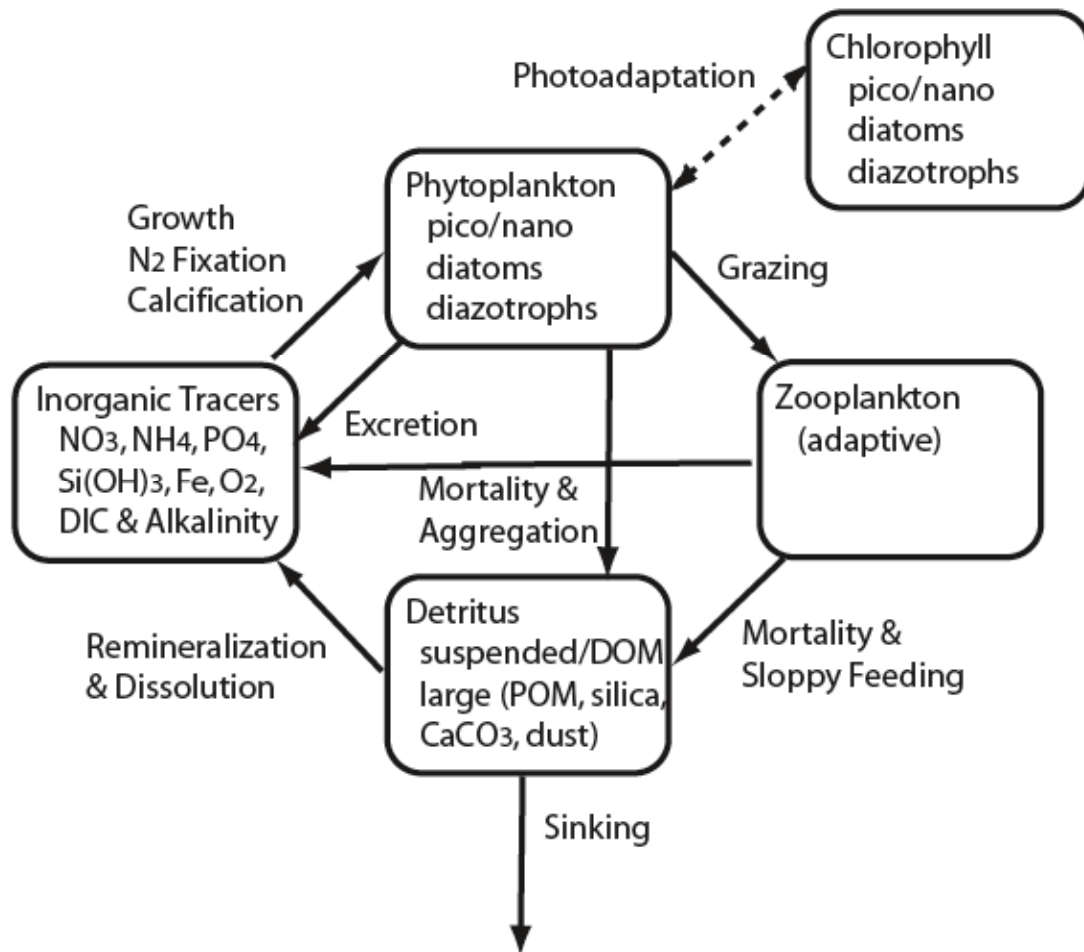 Chlorophyll
pico/nano
diatoms
diazotrophs
Photoadaptation
Phytoplankton
pico/nano
diatoms
diazotrophs
Growth
N2 Fixation
Calcification
Grazing
Inorganic Tracers
NO3, NH4, PO4,
Si(OH)3, Fe, O2,
DIC & Alkalinity
Excretion
Zooplankton
(adaptive)
Mortality &
Aggregation
Detritus
suspended/DOM
large (POM, silica,
CaCO3, dust)
Remineralization
& Dissolution
Mortality &
Sloppy Feeding
Sinking